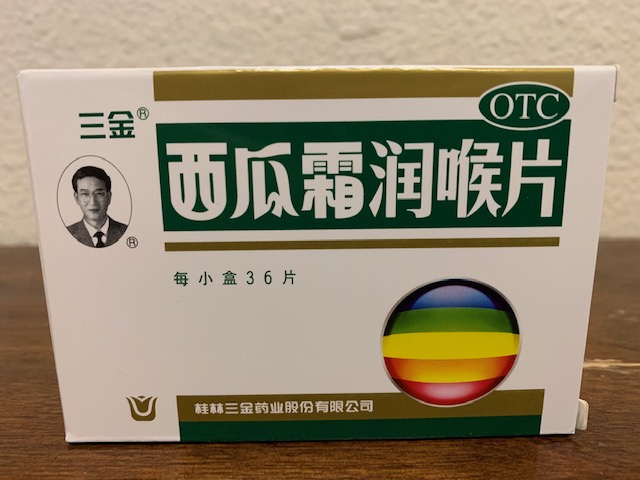 OTC
三金®
西瓜霜润喉片
®
每小盒36片
桂林三金药业股份有限公司